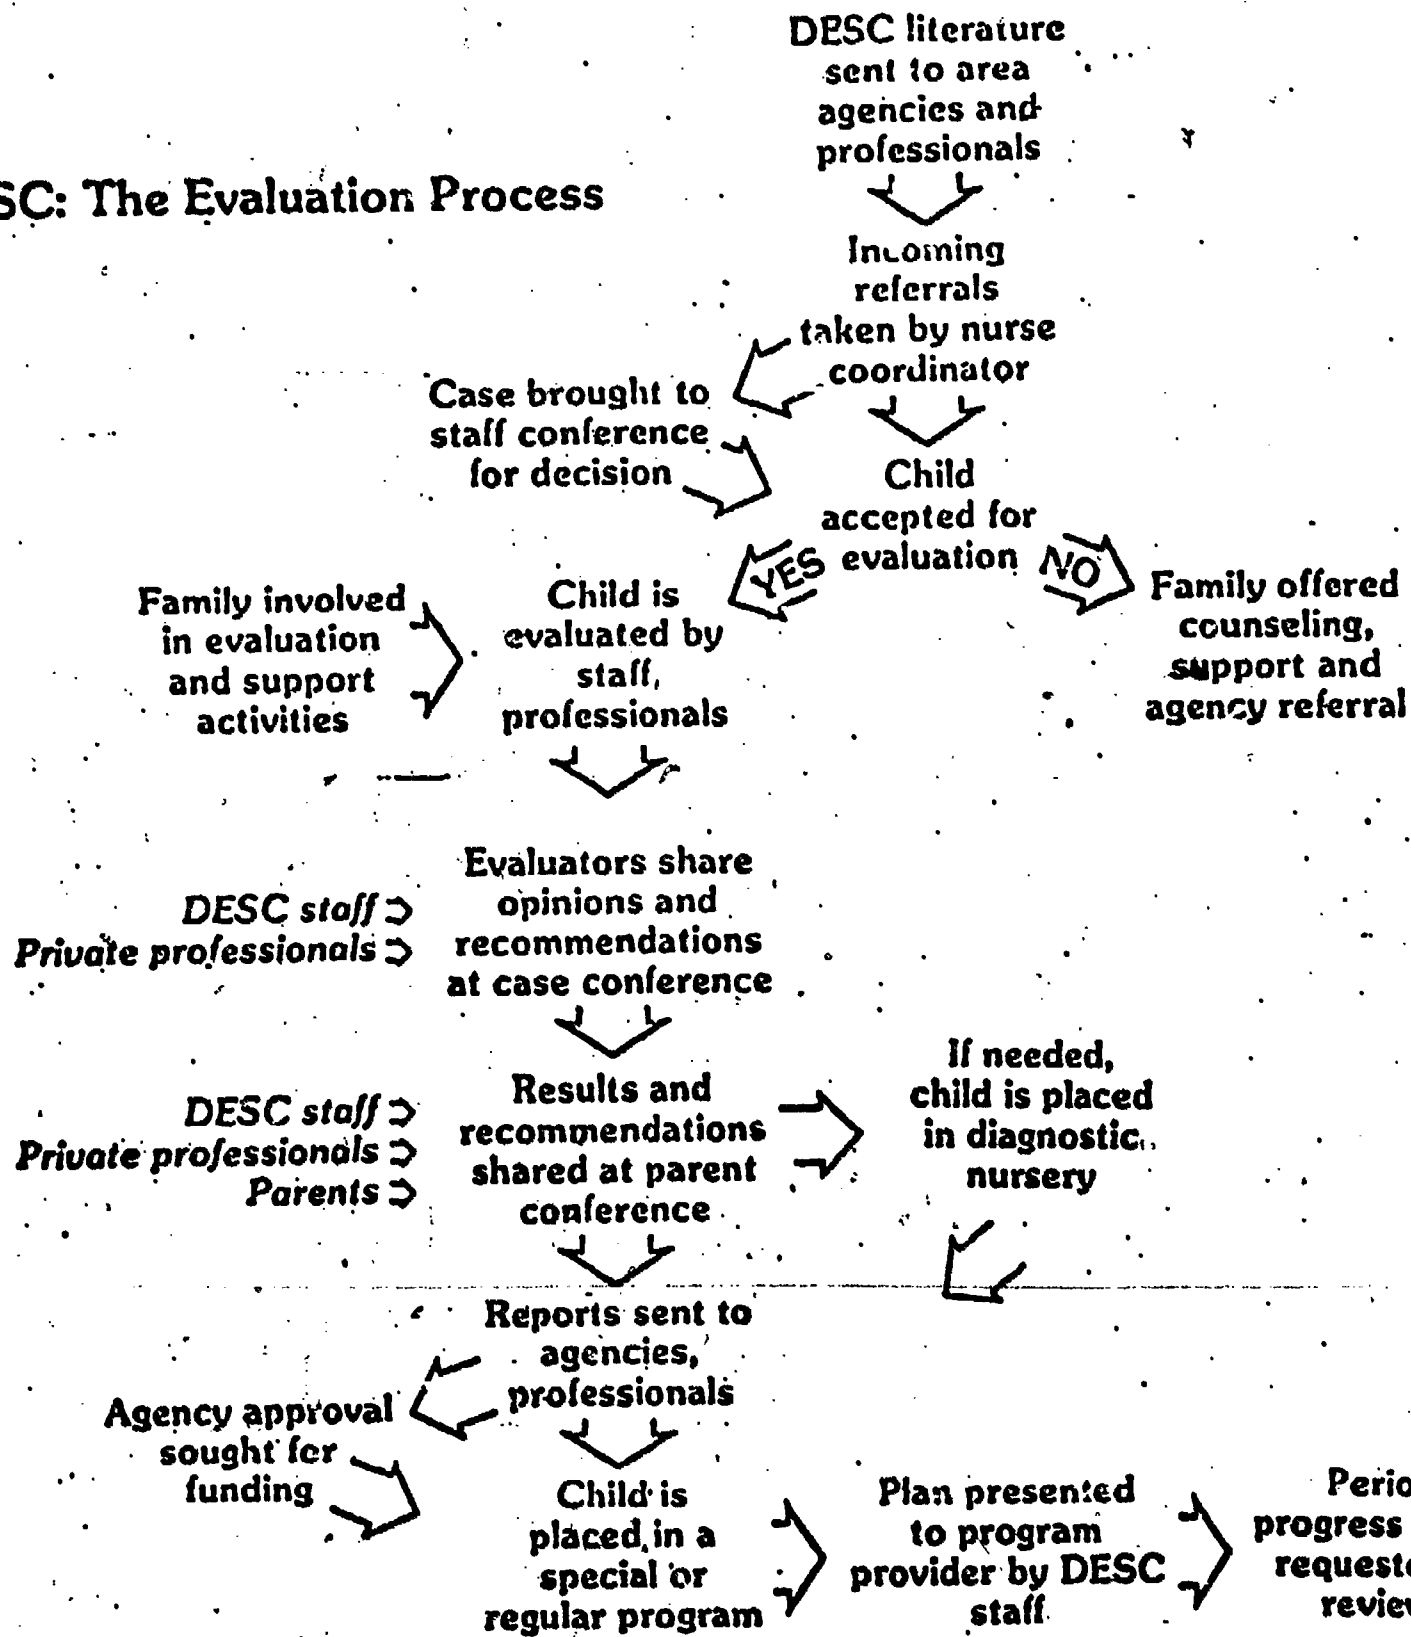 SC: The Evaluation Process
DESC literature
sent to area
agencies and
professionals
Incoming
referrals
taken by nurse
coordinator
Case brought to
staff conference
for decision
Child
accepted for
evaluation
YES
NO
Family offered
counseling,
support and
agency referral
Family involved
in evaluation
and support
activities
Child is
evaluated by
staff,
professionals
DESC staff
Private professionals
Evaluators share
opinions and
recommendations
at case conference
DESC staff
Private professionals
Parents
Results and
recommendations
shared at parent
conference
If needed,
child is placed
in diagnostic
nursery
Reports sent to
agencies,
professionals
Agency approval
sought for
funding
Child is
placed in a
special or
regular program
Plan presented
to program
provider by DESC
staff
Perio
progress
request
review